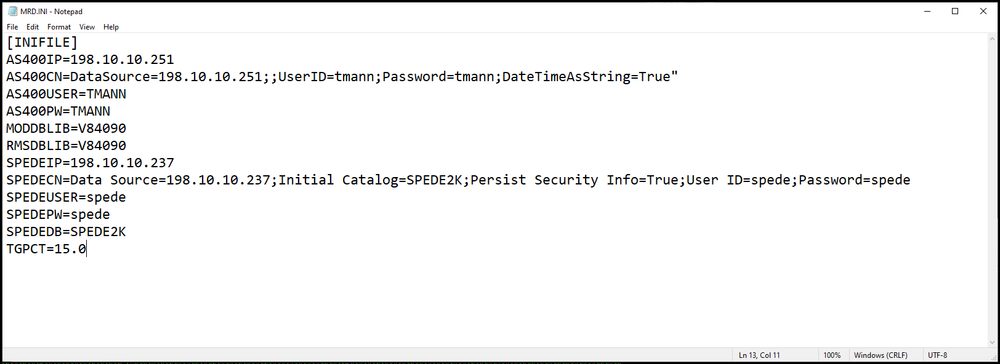 MRD.INI - Notepad
File Edit Format View Help
[INIFILE]
AS400IP=198.10.10.251
AS400CN=DataSource=198.10.10.251;;UserID=tmann;Password=tmann;DateTimeAsString=True"
AS400USER=TMANN
AS400PW=TMANN
MODDBLIB=V84090
RMSDBLIB=V84090
SPEDEIP=198.10.10.237
SPEDECN=Data Source=198.10.10.237;Initial Catalog=SPEDE2K;Persist Security Info=True;User ID=spede;Password=spede
SPEDEUSER=spede
SPEDEPW=spede
SPEDEDB=SPEDE2K
TGPCT=15.0
Ln 13, Col 11 100% Windows (CRLF) UTF-8